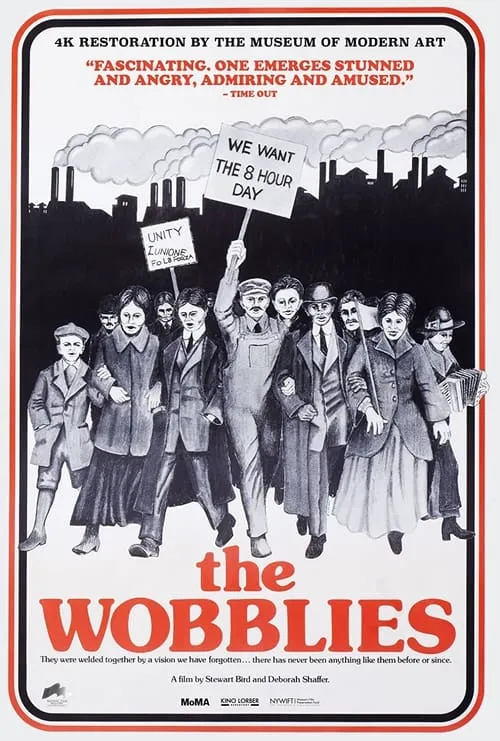 4K RESTORATION BY THE MUSEUM OF MODERN ART
“FASCINATING. ONE EMERGES STUNNED
AND ANGRY, ADMIRING AND AMUSED.”
– TIME OUT
WE WANT
THE 8 HOUR
DAY
UNITY
L'UNIONE
FA LA FORZA
the
WOBBLIES
They were welded together by a vision we have forgotten... there has never been anything like them before or since.
A film by Stewart Bird and Deborah Shaffer.
MoMA
KINO LORBER
REPERTORY
NYWIFT